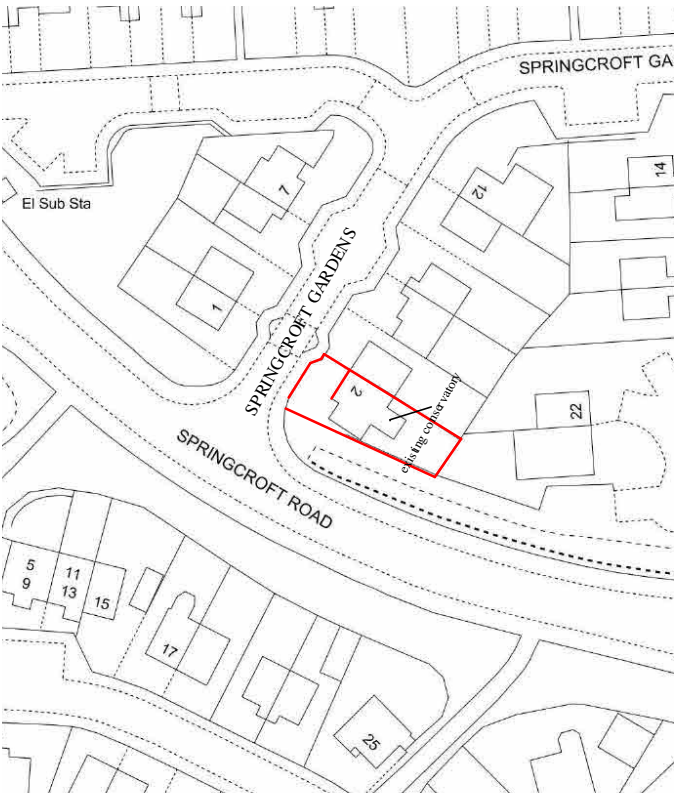 SPRINGCROFT GA
14
7
12
El Sub Sta
SPRINGCROFT GARDENS
1
2
existing conservatory
22
SPRINGCROFT ROAD
5
9
11
13
15
17
25